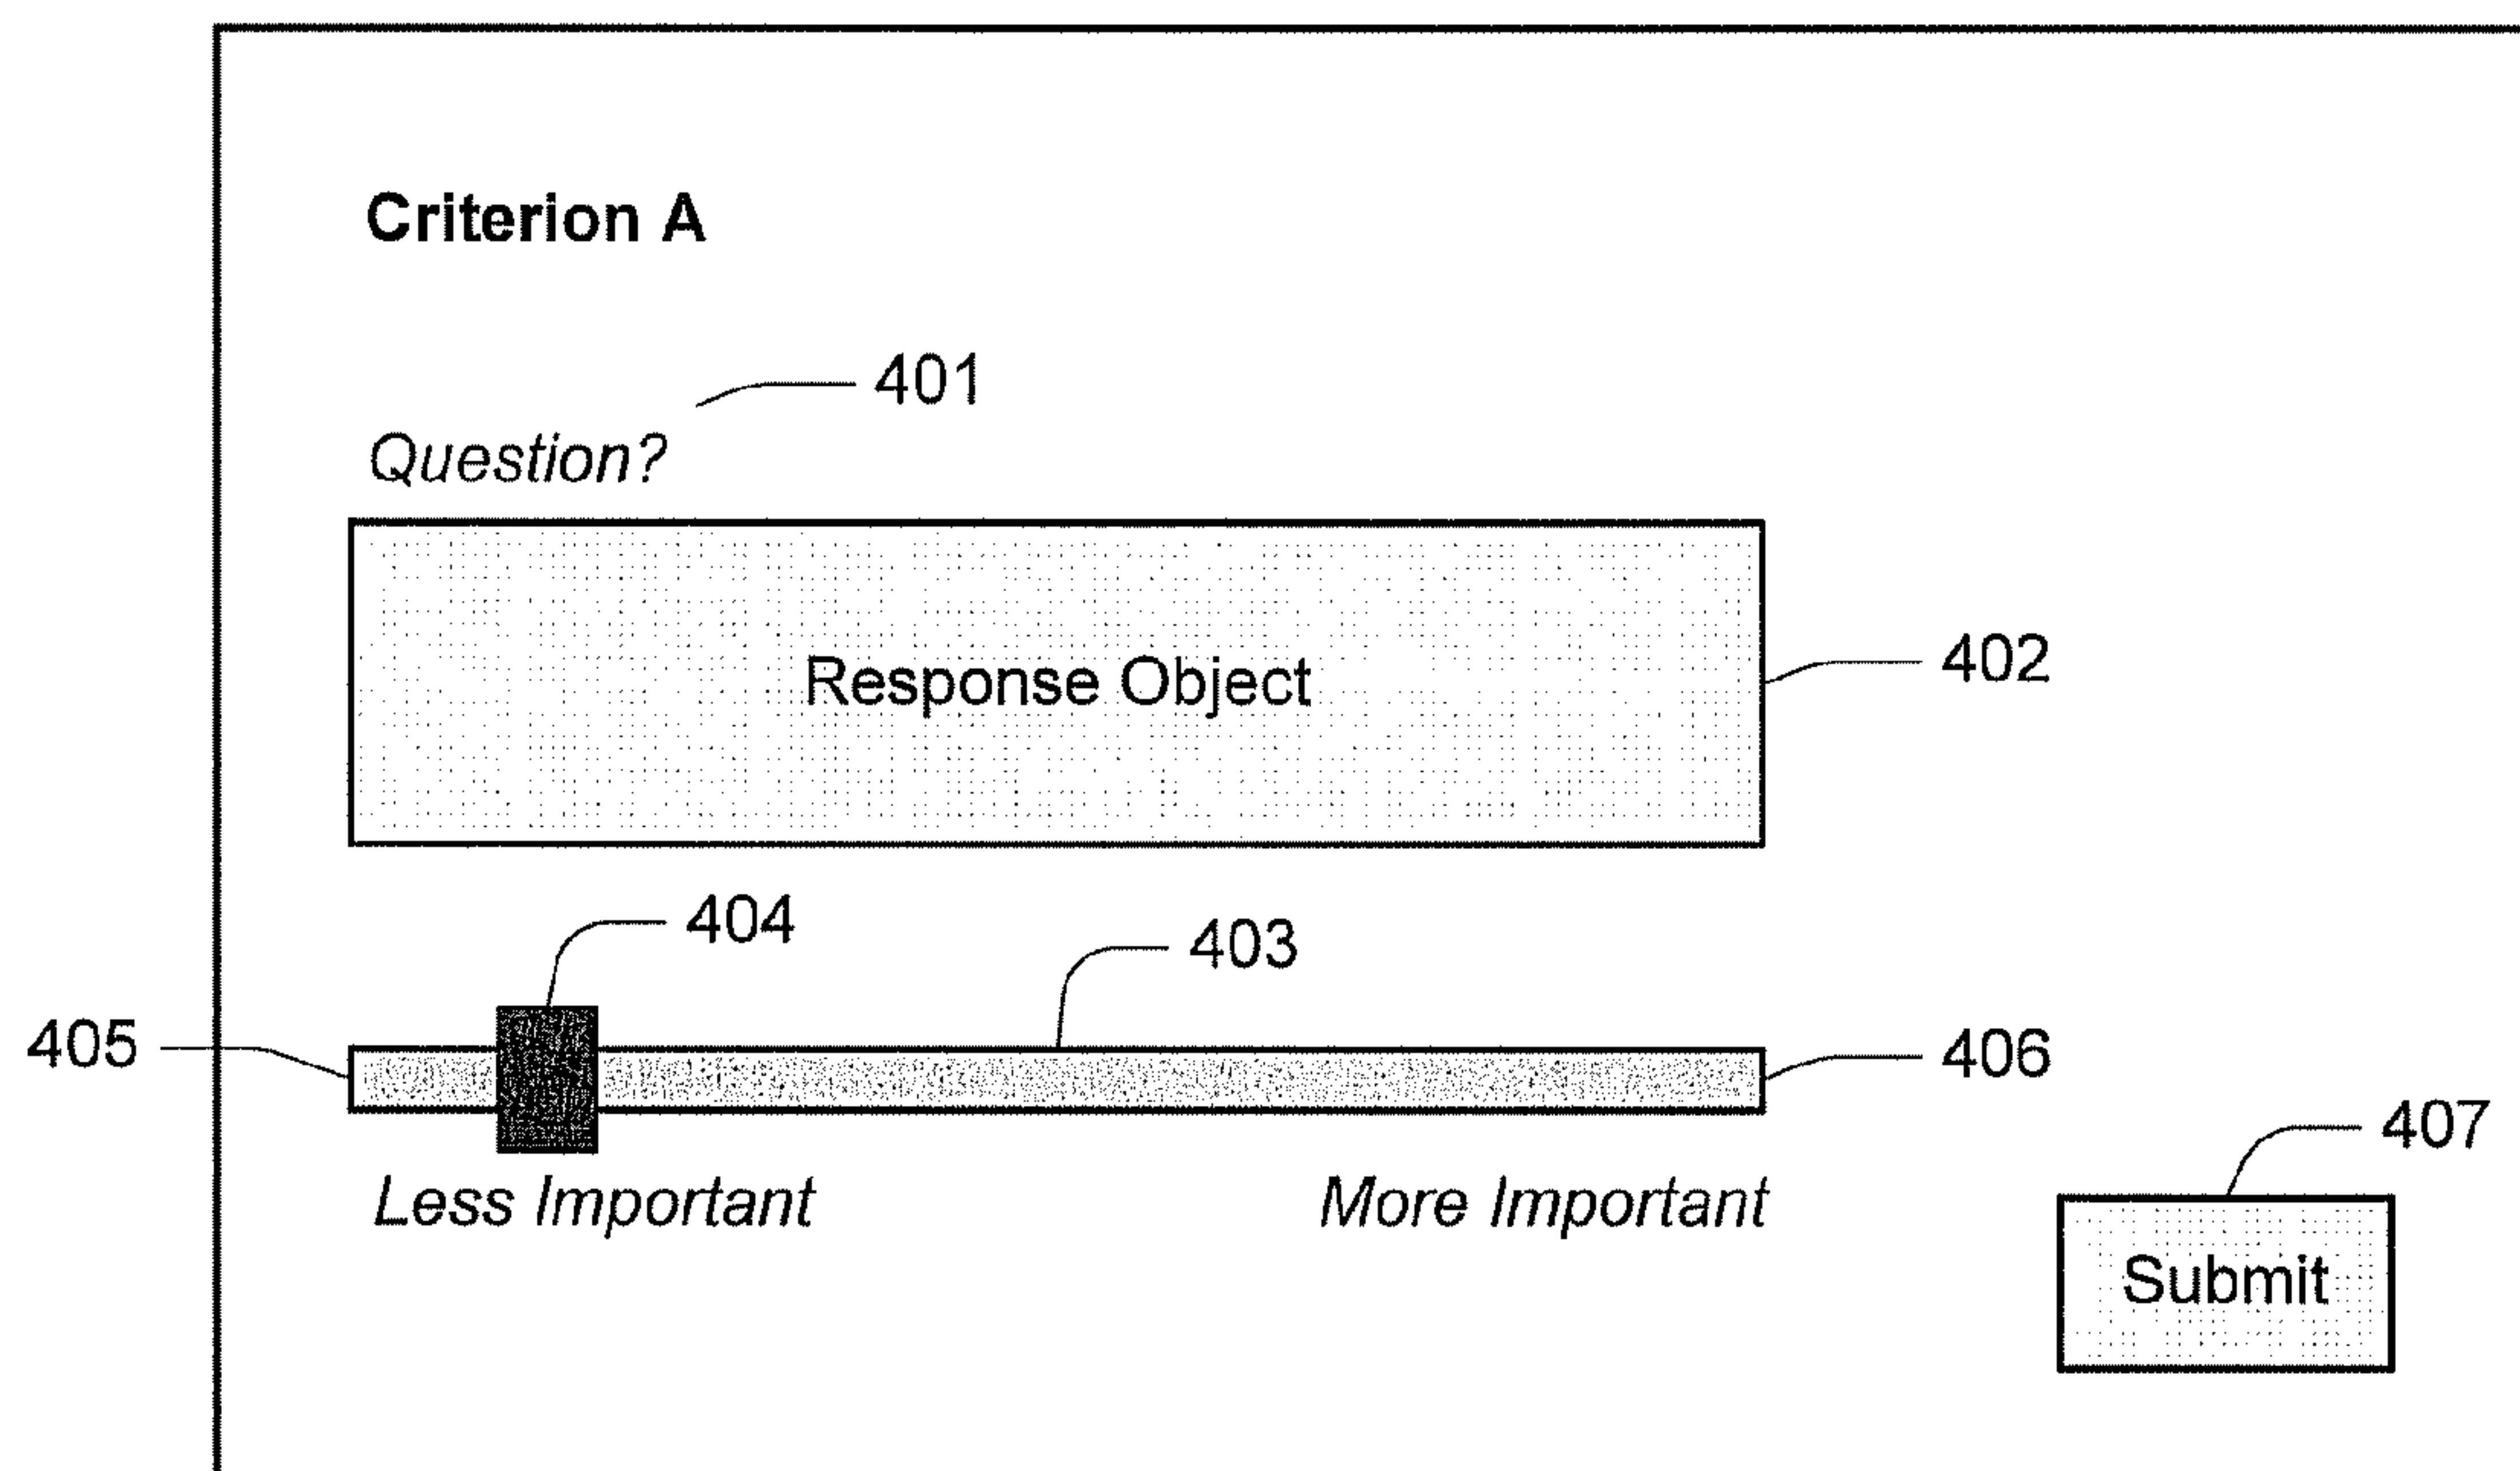 Criterion A
401
Question?
Response Object
402
404
403
405
406
407
Less Important
More Important
Submit